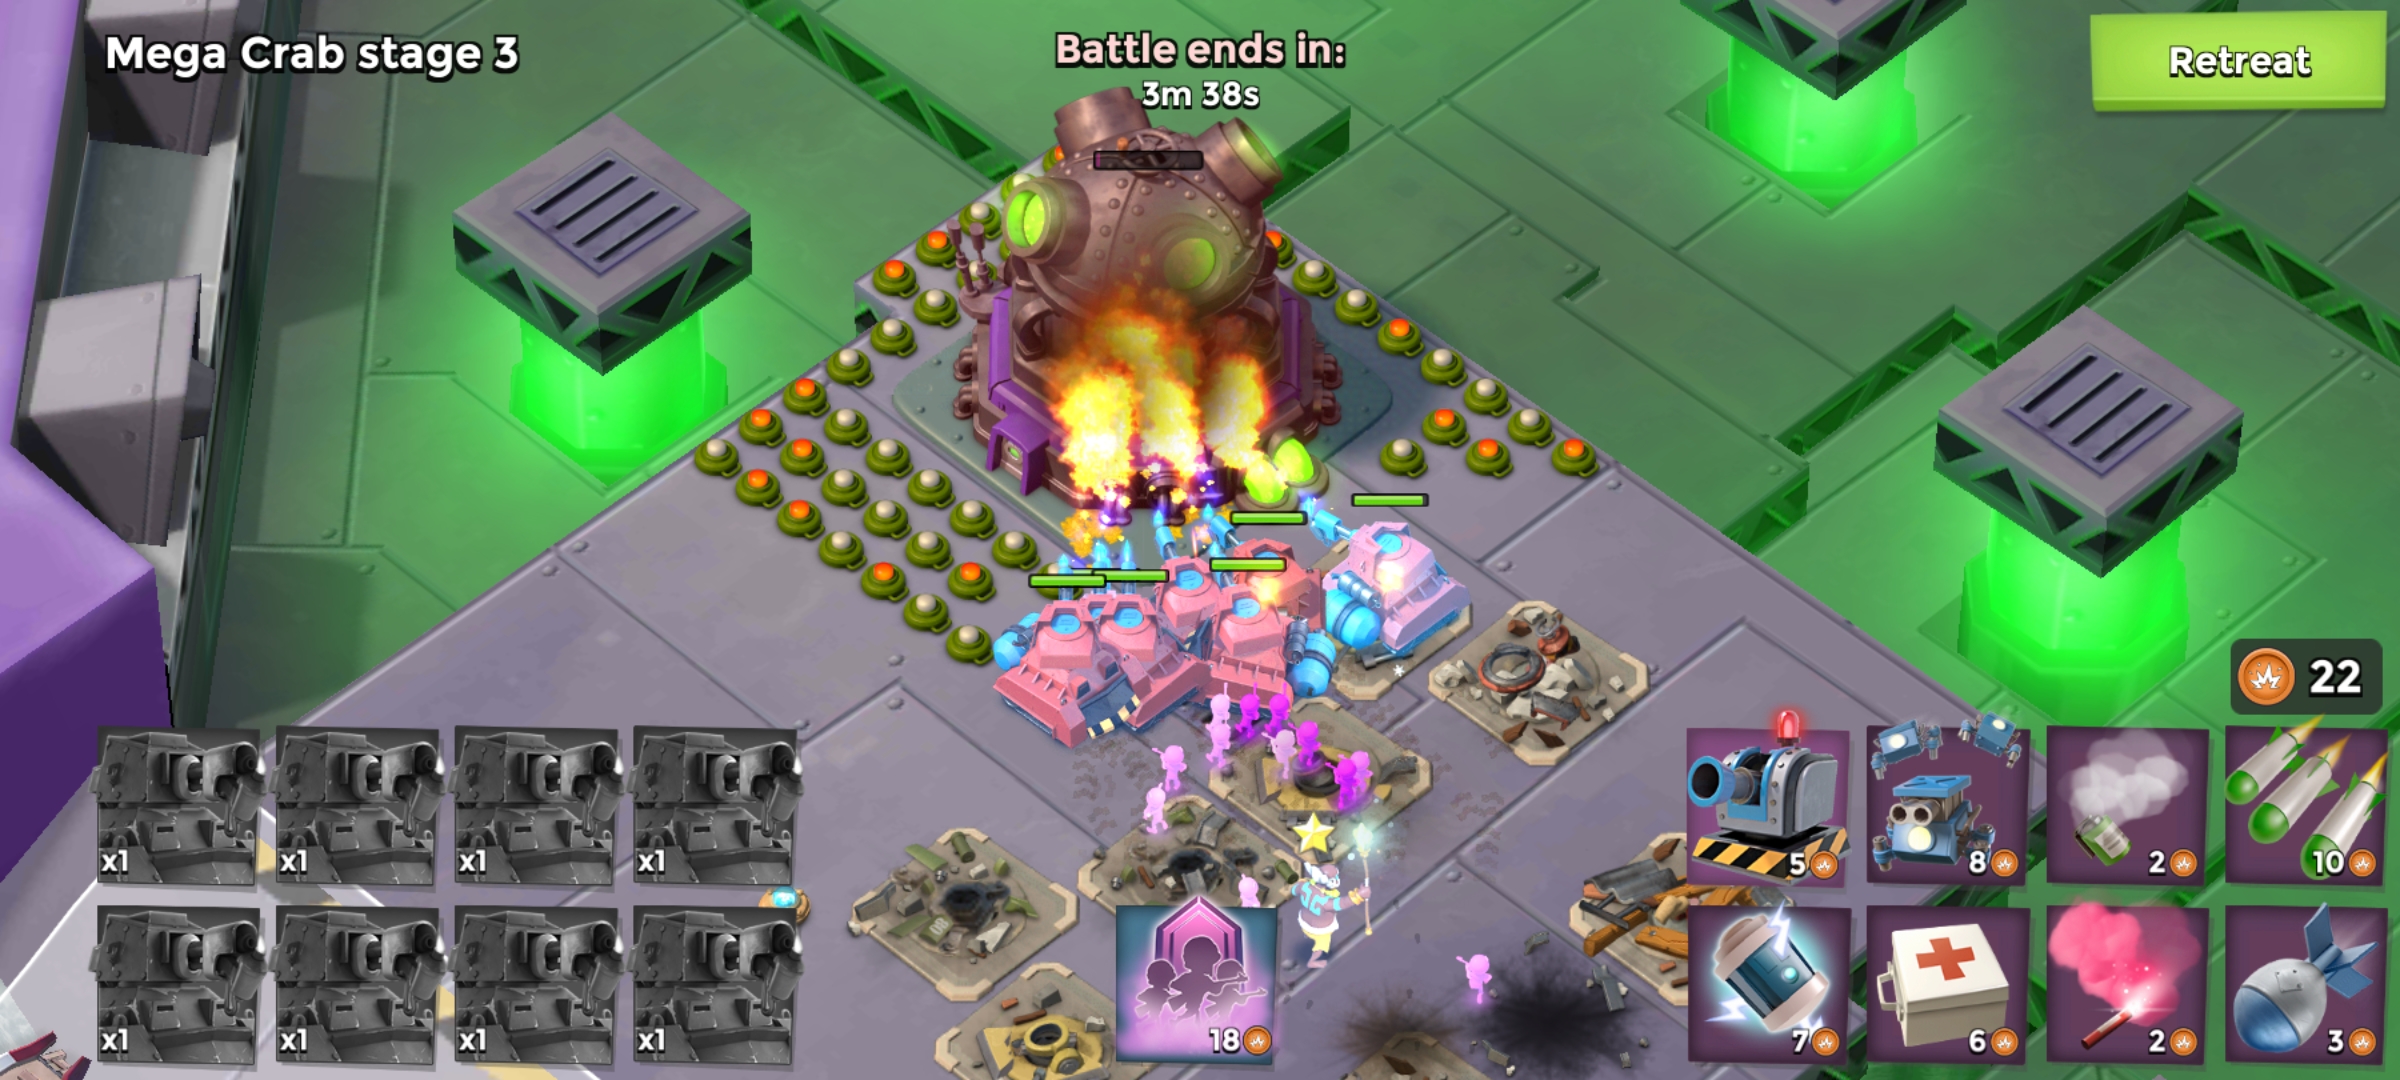 Mega Crab stage 3
Battle ends in:
3m 38s
Retreat
22
x1 x1 x1 x1
5 8 2 10
x1 x1 x1 x1
18
7 6 2 3